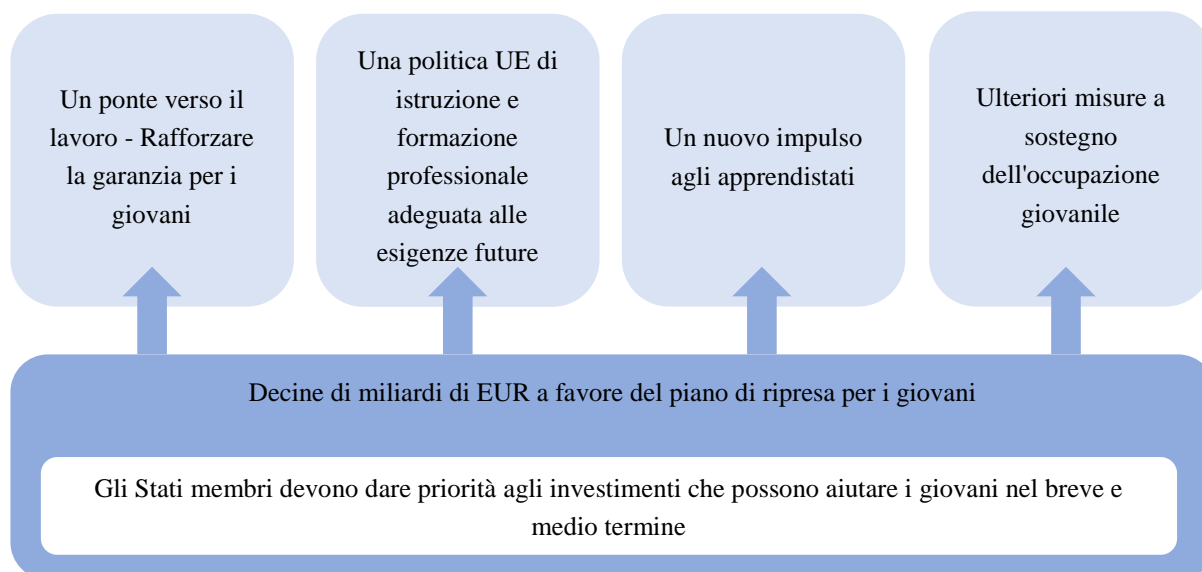 Un ponte verso il
lavoro - Rafforzare
la garanzia per i
giovani
Una politica UE di
istruzione e
formazione
professionale
adeguata alle
esigenze future
Un nuovo impulso
agli apprendistati
Ulteriori misure a
sostegno
dell'occupazione
giovanile
Decine di miliardi di EUR a favore del piano di ripresa per i giovani
Gli Stati membri devono dare priorità agli investimenti che possono aiutare i giovani nel breve e
medio termine